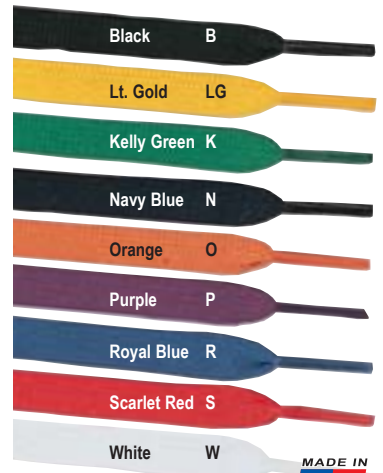 Black B
Lt. Gold LG
Kelly Green K
Navy Blue N
Orange O
Purple P
Royal Blue R
Scarlet Red S
White W
MADE IN